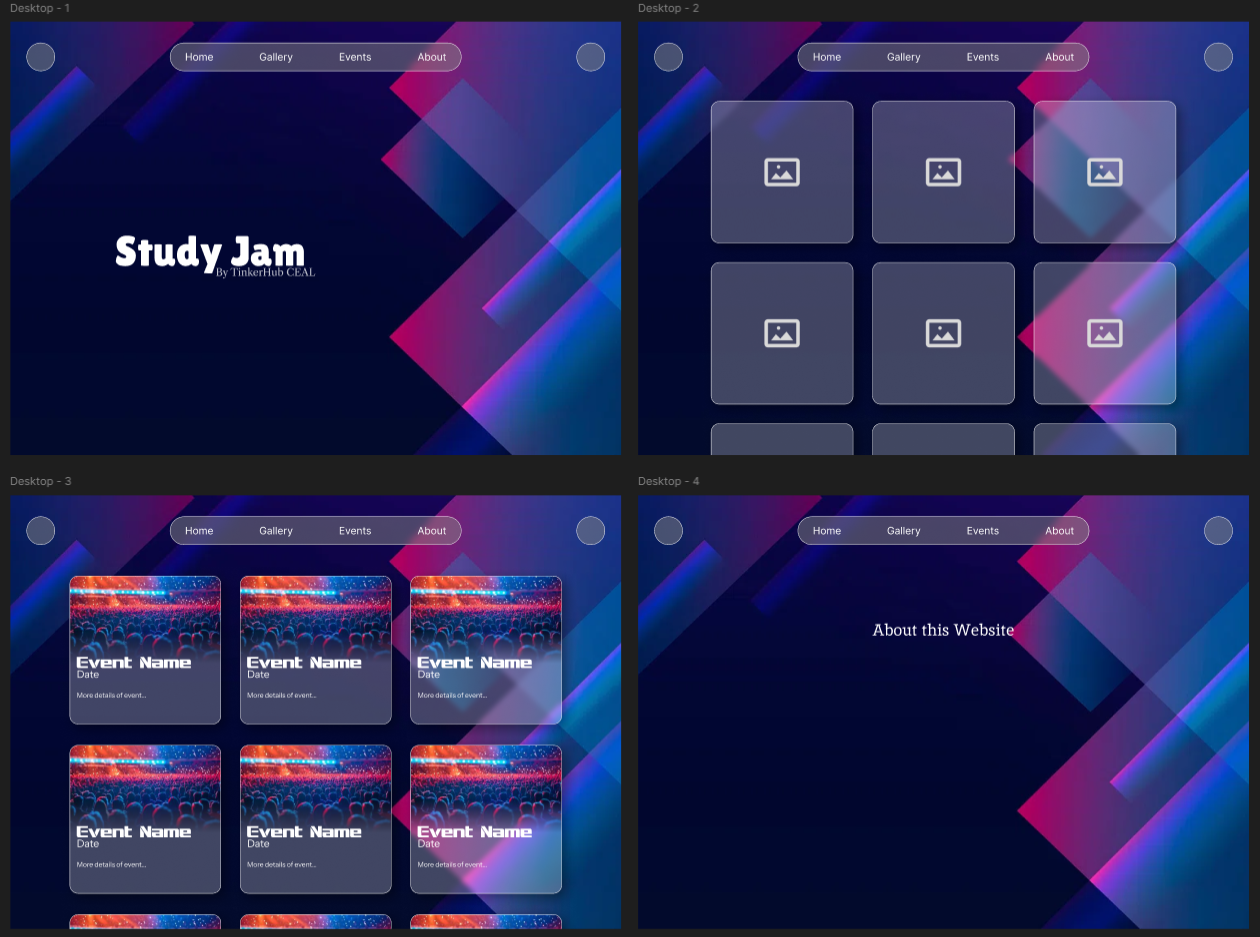 Desktop - 1
Home Gallery Events About
Study Jam
By TinkerHub CEAL
Desktop - 2
Home Gallery Events About
Desktop - 3
Home Gallery Events About
Event Name Event Name Event Name
Date Date Date
More details of event... More details of event... More details of event...
Event Name Event Name Event Name
Date Date Date
More details of event... More details of event... More details of event...
Desktop - 4
Home Gallery Events About
About this Website